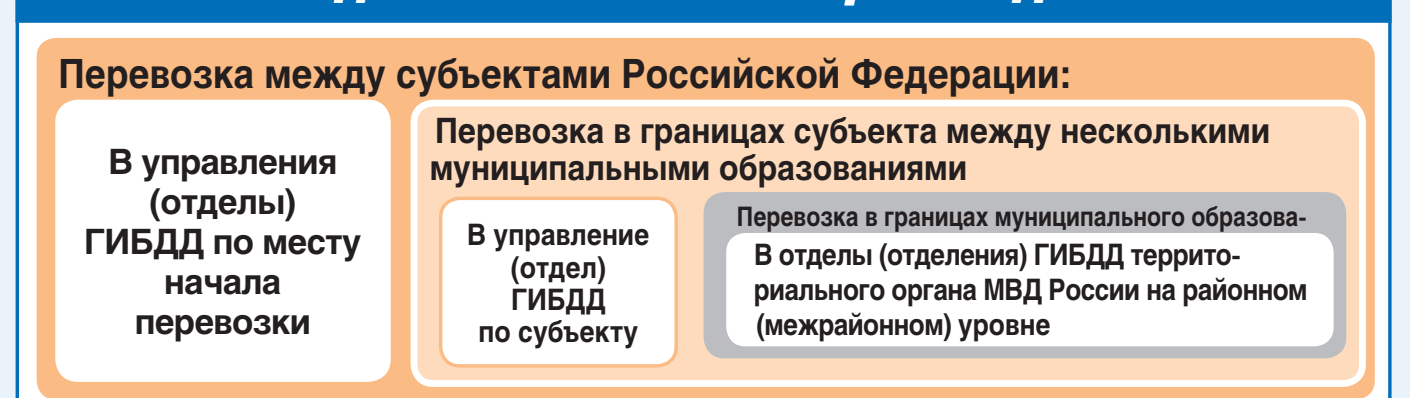 Перевозка между субъектами Российской Федерации:
В управления
(отделы)
ГИБДД по месту
начала
перевозки
Перевозка в границах субъекта между несколькими
муниципальными образованиями
В управление
(отдел)
ГИБДД
по субъекту
Перевозка в границах муниципального образова-
В отделы (отделения) ГИБДД террито-
риального органа МВД России на районном
(межрайонном) уровне